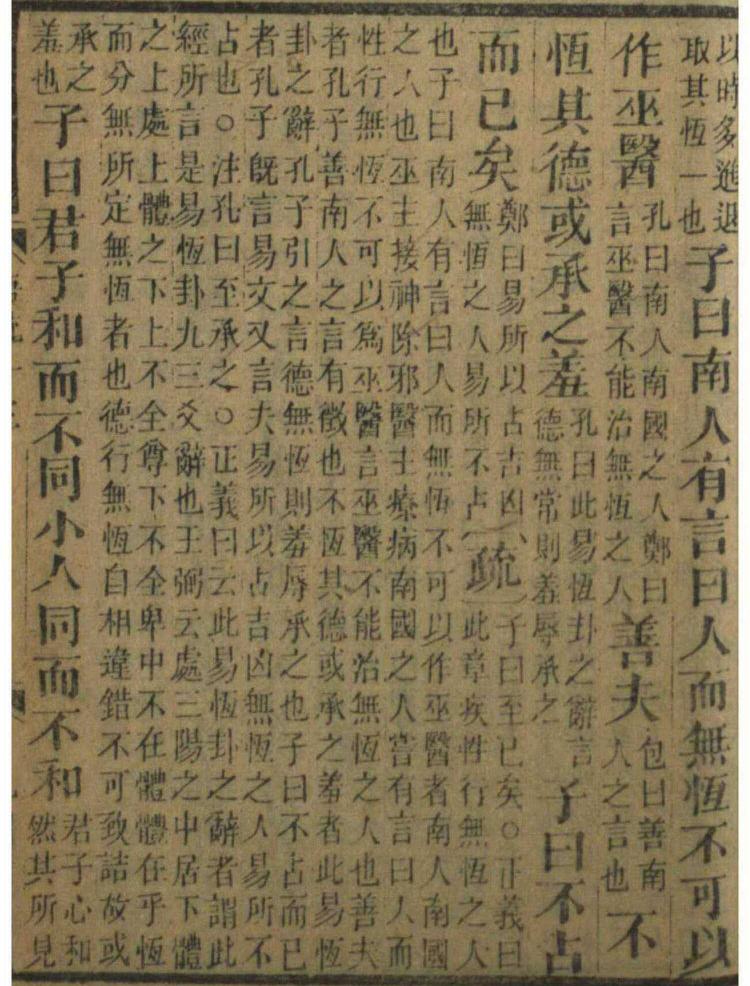 以時多進退取其恆一也子曰南人有言曰人而無恆不可以
作巫醫孔曰南人南國之人鄭曰言巫醫不能治無恆之人善夫包曰善南人之言也不
恆其德或承之羞孔曰此易恆卦之辭言德無常則羞辱承之子曰不占
而已矣鄭曰易所以占吉凶無恆之人易所不占疏子曰至已矣○正義曰此章疾性行無恆之人
也子曰南人有言曰人而無恆不可以作巫醫者南人南國
之人也巫主接神除邪醫主療病南國之人嘗有言曰人而
性行無恆不可以爲巫醫言巫醫不能治無恆之人也善夫
者孔子善南人之言有徵也不恆其德或承之羞者此易恆
卦之辭孔子引之言德無恆則羞辱承之也子曰不占而已
者孔子既言易文又言夫易所以占吉凶無恆之人易所不
占也○注孔曰至承之○正義曰云此易恆卦之辭者謂此
經所言是易恆卦九三爻辭也王弼云處三陽之中居下體
之上處上體之下上不全尊下不全卑中不在體體在乎恆
而分無所定無恆者也德行無恆自相違錯不可致詰故或
承之羞也子曰君子和而不同小人同而不和君子心和然其所見